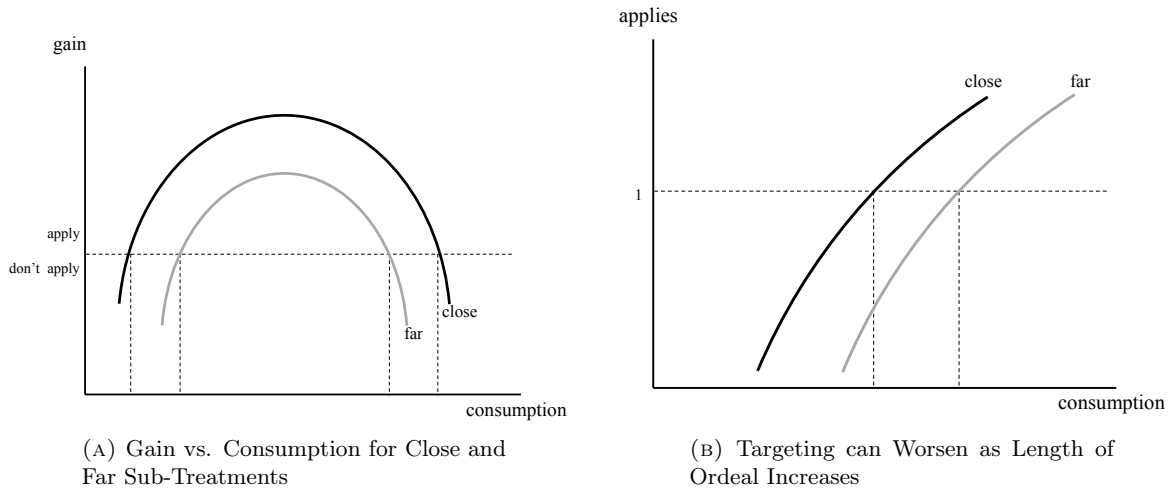 gain
apply
don't apply
close
far
consumption
(A) Gain vs. Consumption for Close and
Far Sub-Treatments
applies
close
far
1
consumption
(B) Targeting can Worsen as Length of
Ordeal Increases